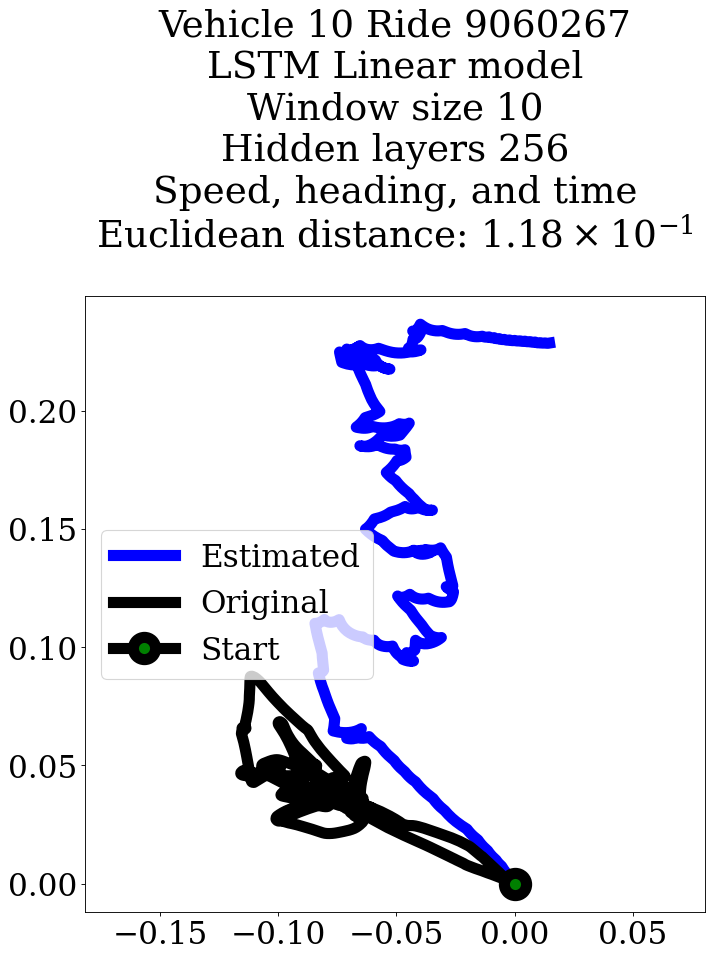 Vehicle 10 Ride 9060267
LSTM Linear model
Window size 10
Hidden layers 256
Speed, heading, and time
Euclidean distance: 1.18 × 10⁻¹
0.20
0.15
0.10
0.05
0.00
Estimated
Original
Start
−0.15 −0.10 −0.05 0.00 0.05